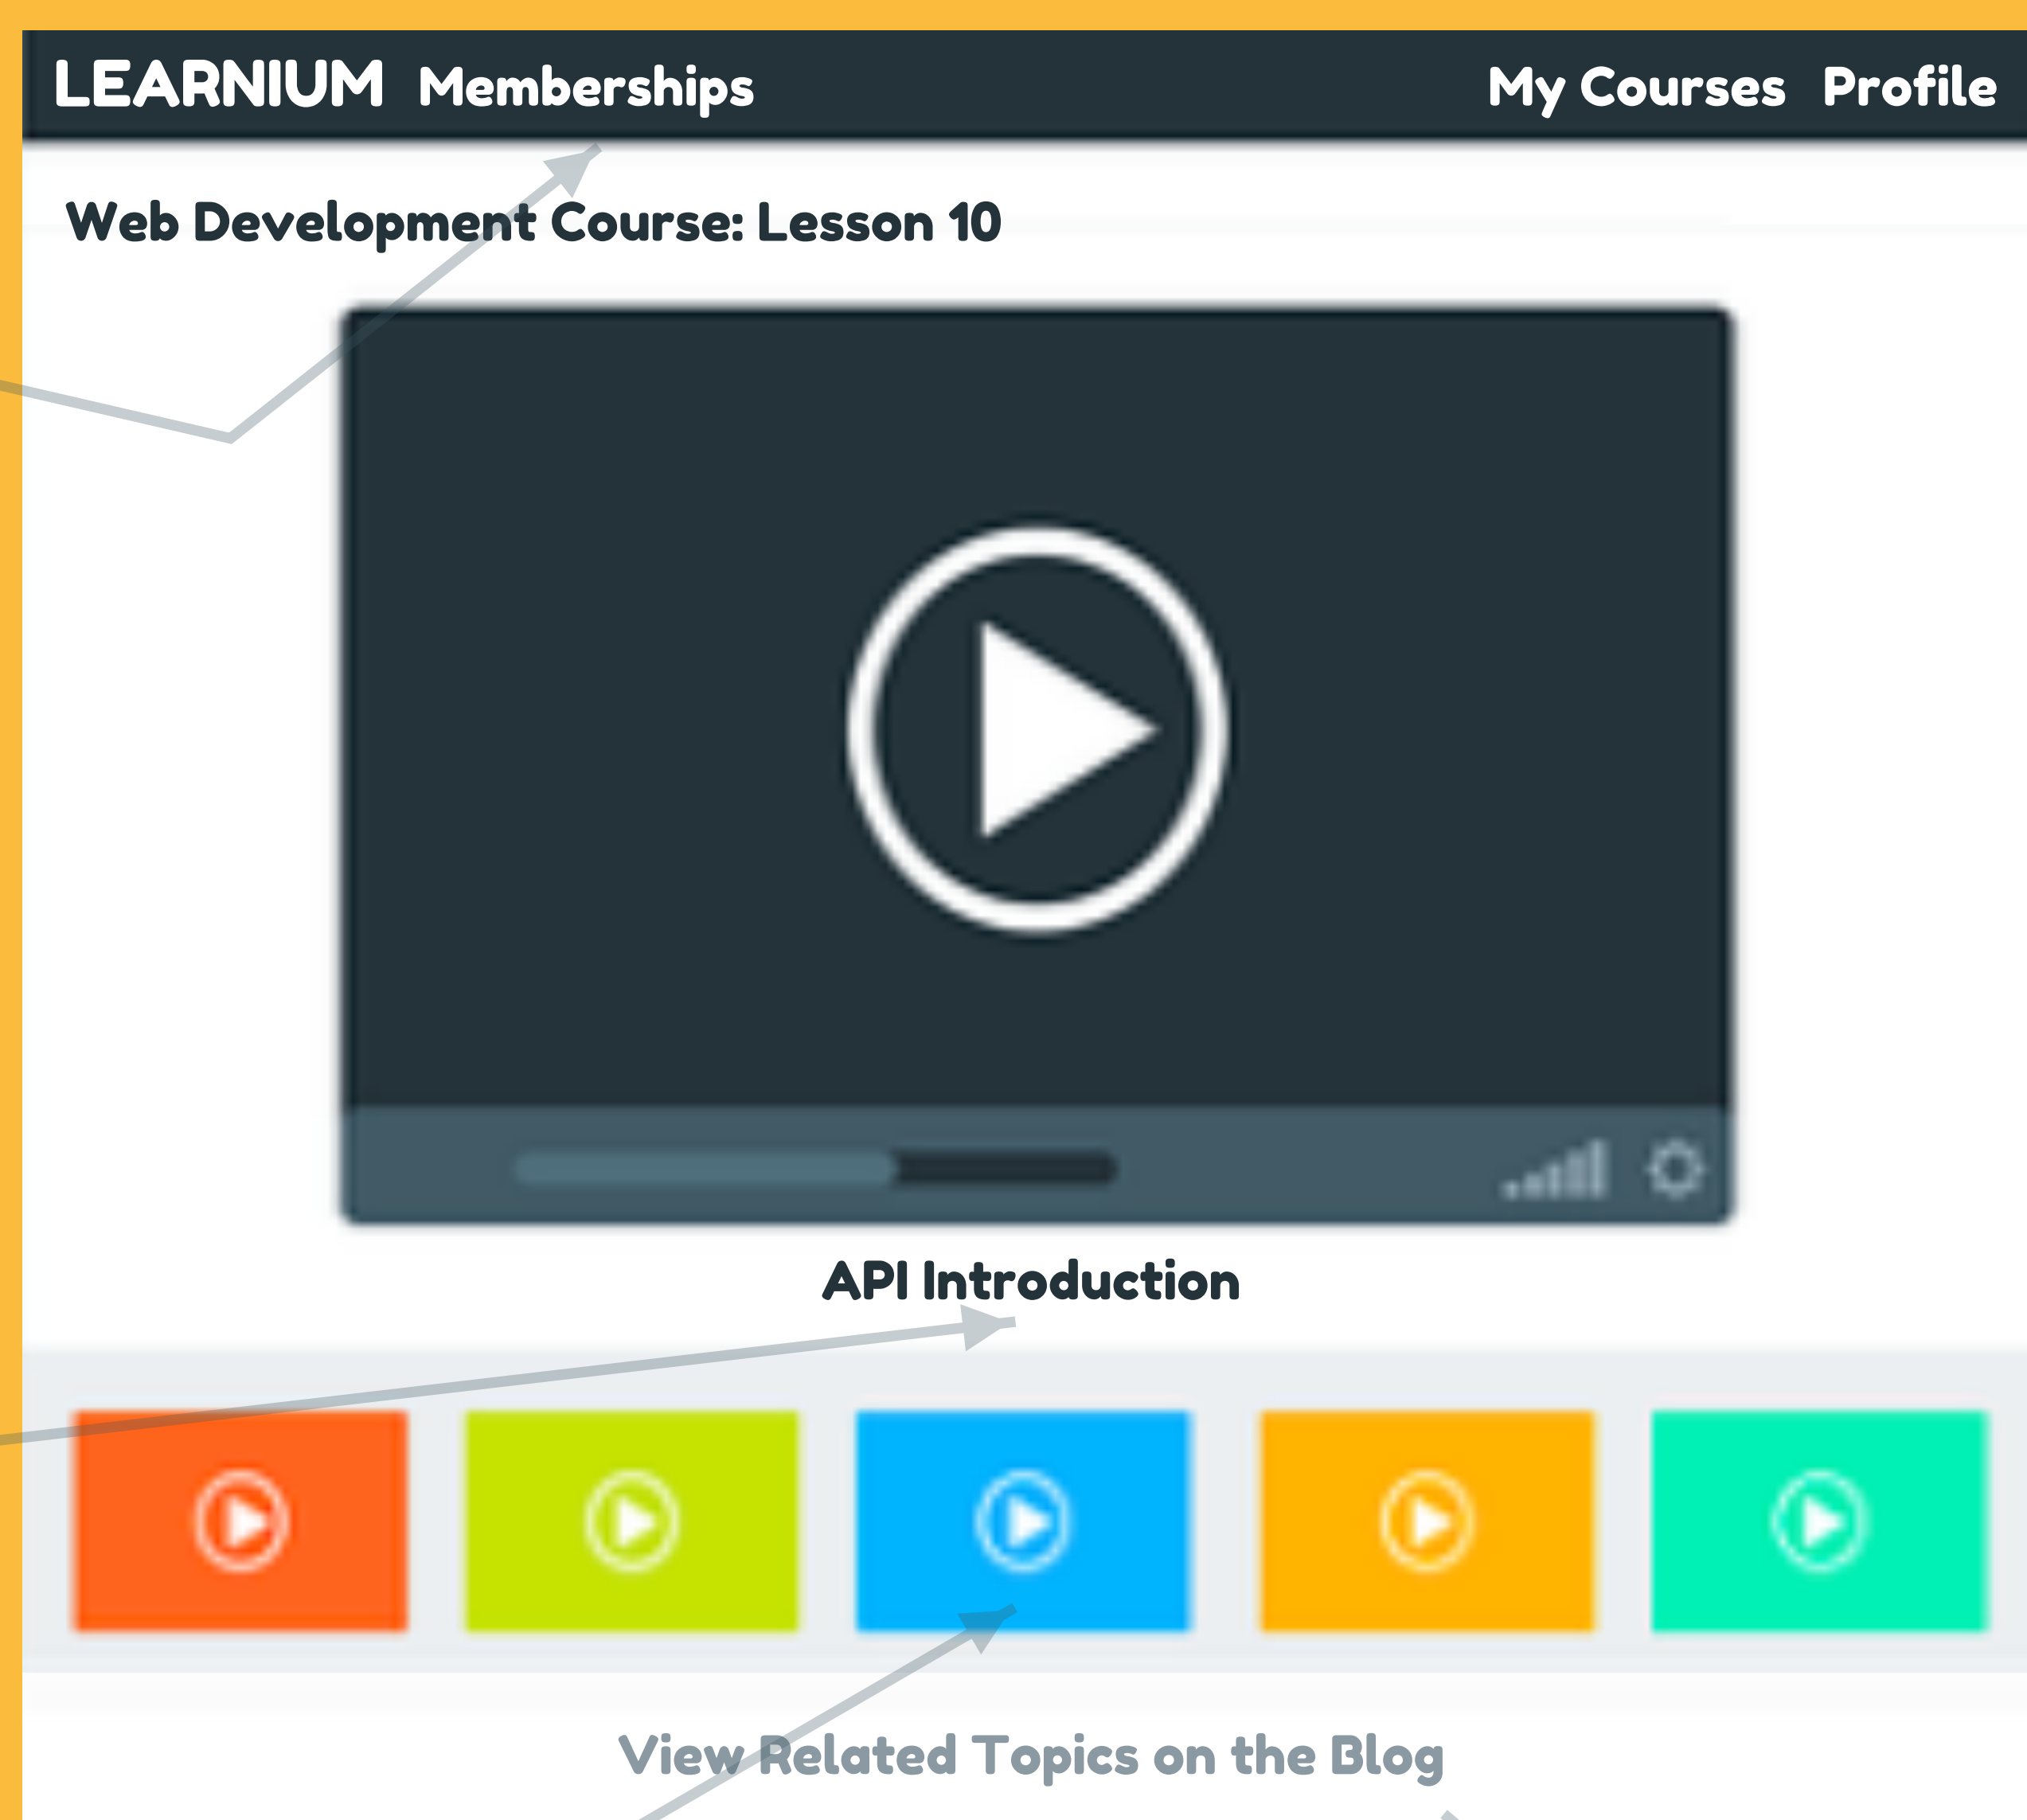 LEARNIUM Memberships My Courses Profile
Web Development Course: Lesson 10
API Introduction
View Related Topics on the Blog